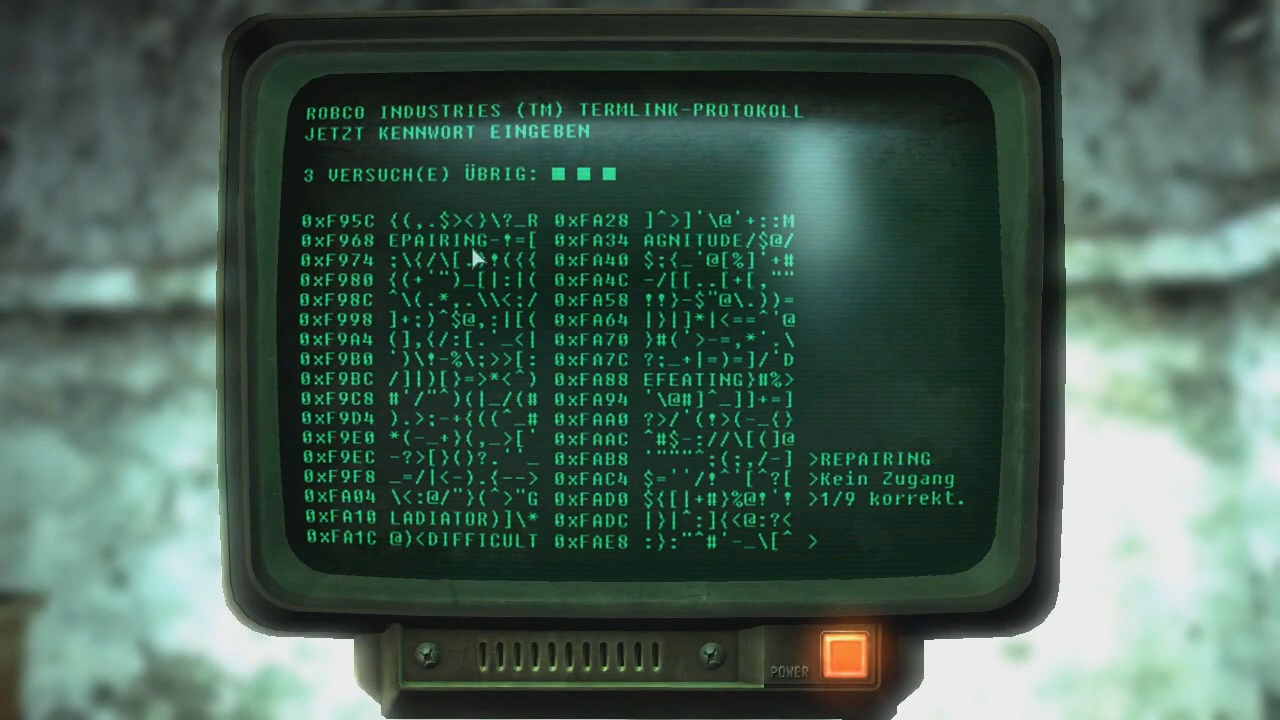 ROBCO INDUSTRIES (TM) TERMLINK-PROTOKOLL
JETZT KENNWORT EINGEBEN
3 VERSUCH(E) ÜBRIG: ■ ■ ■
0xF95C {(,.$><}\?_R 0xFA28 ]^>]'\@'+::M
0xF968 EPAIRING-!=[ 0xFA34 AGNITUDE/$@/
0xF974 0xFA40 $;{_'@[%]'+#
0xF980 {(+'")_[|:|( 0xFA4C -/[[..[+[,""
0xF98C ^\(.*,.\\<;/ 0xFA58 !!}-$"@\.))=
0xF998 ]+;)^$@,:|[( 0xFA64 |}|]*|<==^'@
0xF9A4 (],{/:[.'_<| 0xFA70 }#('>-=,*'.\
0xF9B0 ')\!-%\;>>[: 0xFA7C ?;_+|=)=]/'D
0xF9BC /]|)[}=>*<^) 0xFA88 EFEATING}#%>
0xF9C8 #'/"^)(|_/(# 0xFA94 '\@#]^_]]+=]
0xF9D4 ).>;-+{((^_# 0xFAA0 ?>/'(!>(-_{}
0xF9E0 *(-_+}(,_>[' 0xFAAC ^#$-://\[(]@
0xF9EC -?>[}()?.''_ 0xFAB8 '""""^;(;,/-] >REPAIRING
0xF9F8 _=/|<-).{--> 0xFAC4 $=''/!^'[^?[ >Kein Zugang
0xFA04 \<:@/"}(^>"G 0xFAD0 ${[|+#}%@!'! >1/9 korrekt.
0xFA10 LADIATOR)]\* 0xFADC |}|^:]{<@:?<
0xFA1C @)<DIFFICULT 0xFAE8 :}:"^#'-_\[^ >
POWER